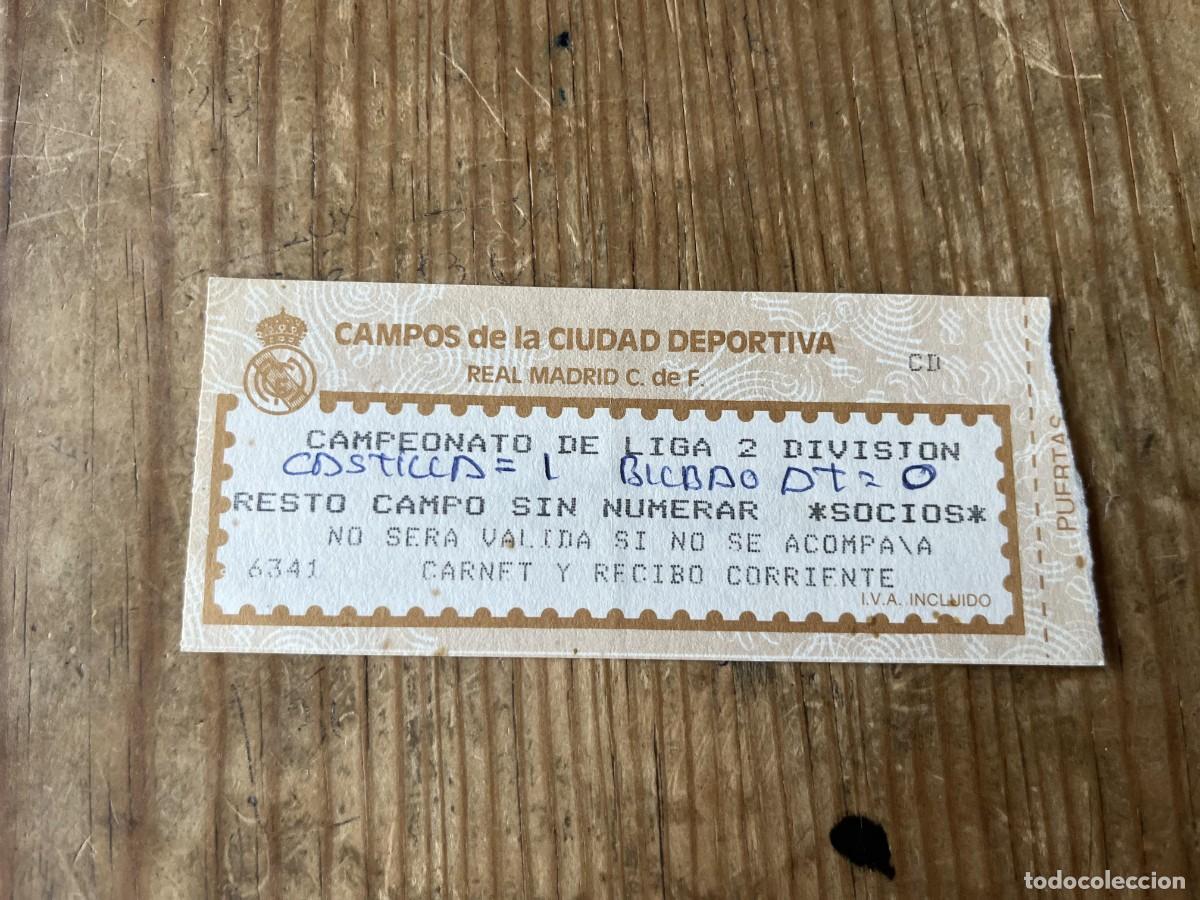 CAMPOS de la CIUDAD DEPORTIVA
REAL MADRID C. de F.
CD
CAMPEONATO DE LIGA 2 DIVISION
CASTILLA = 1 BILBAO AT = 0
RESTO CAMPO SIN NUMERAR *SOCIOS*
NO SERA VALIDA SI NO SE ACOMPA\A
6341 CARNET Y RECIBO CORRIENTE
I.V.A. INCLUIDO
PUERTAS
todocoleccion